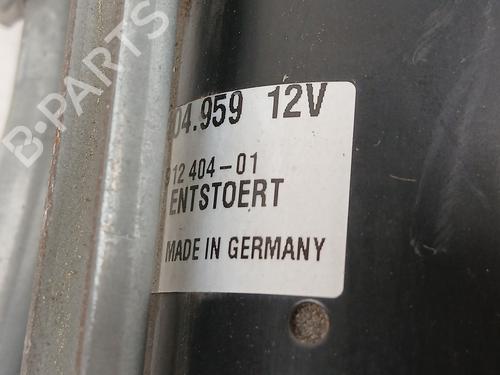 B-PARTS
04.959 12V
912 404-01
ENTSTOERT
MADE IN GERMANY